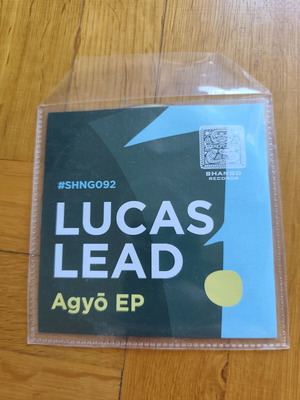 SHANGO
RECORDS
#SHNG092
LUCAS
LEAD
Agyō EP